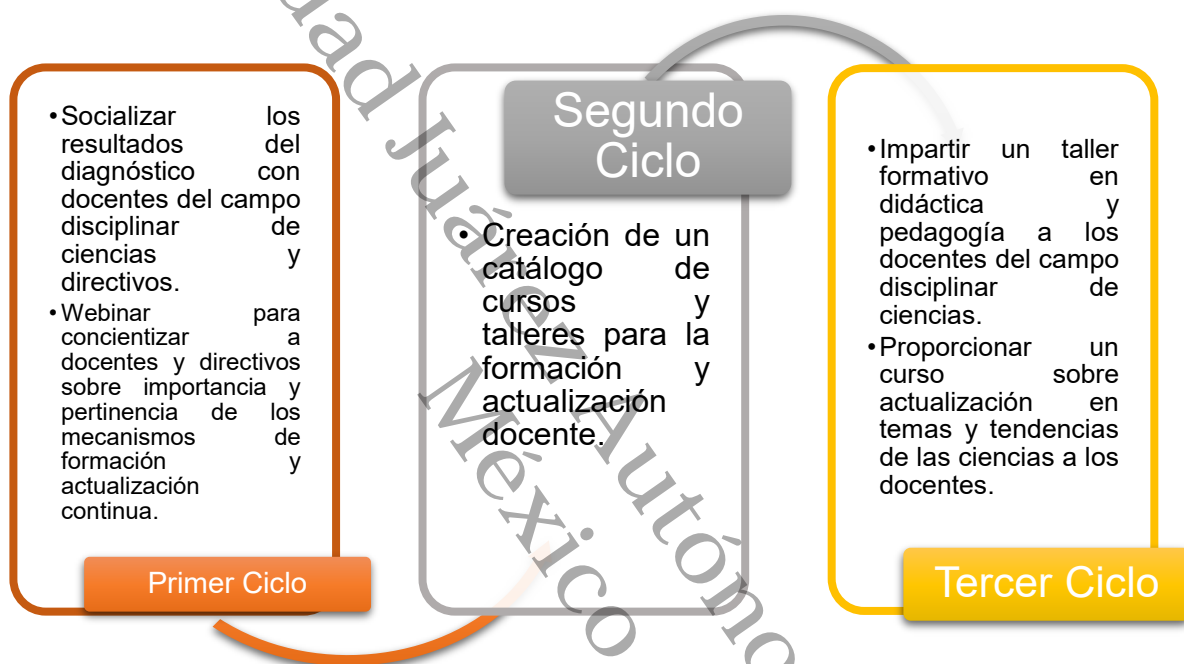 •Socializar los
resultados del
diagnóstico con
docentes del campo
disciplinar de
ciencias y
directivos.
•Webinar para
concientizar a
docentes y directivos
sobre importancia y
pertinencia de los
mecanismos de
formación y
actualización
continua.
Primer Ciclo
Segundo
Ciclo
• Creación de un
catálogo de
cursos y
talleres para la
formación y
actualización
docente.
•Impartir un taller
formativo en
didáctica y
pedagogía a los
docentes del campo
disciplinar de
ciencias.
•Proporcionar un
curso sobre
actualización en
temas y tendencias
de las ciencias a los
docentes.
Tercer Ciclo
Juárez
México